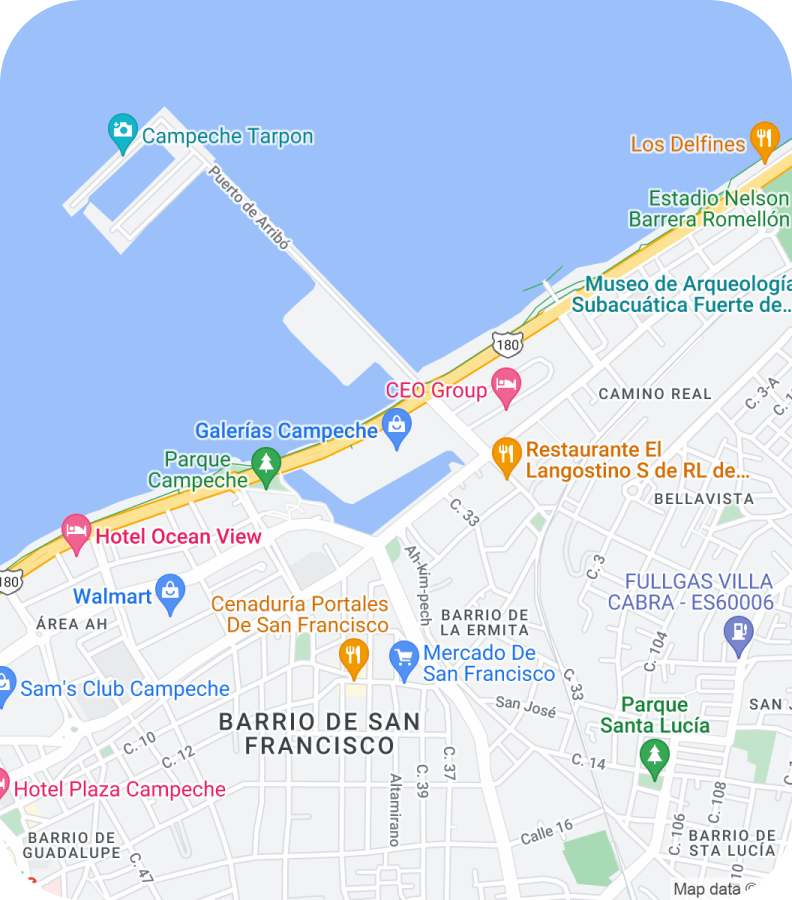 Campeche Tarpon
Los Delfines
Puerto de Arribó
Estadio Nelson
Barrera Romellón
Museo de Arqueología
Subacuática Fuerte de...
180
CEO Group
CAMINO REAL
C. 3-A
Galerías Campeche
Restaurante El
Langostino S de RL de...
Parque
Campeche
BELLAVISTA
C. 33
Hotel Ocean View
Ah-kim-pech
C. 3
180
Walmart
FULLGAS VILLA
CABRA - ES60006
Cenaduría Portales
De San Francisco
ÁREA AH
BARRIO DE
LA ERMITA
C. 104
Mercado De
San Francisco
Sam's Club Campeche
C. 33
San José
Parque
Santa Lucía
SAN J
BARRIO DE SAN
FRANCISCO
C. 10
C. 12
C. 14
C. 37
C. 39
Altamirano
Hotel Plaza Campeche
C. 108
C. 106
Calle 16
BARRIO DE
GUADALUPE
BARRIO DE
STA LUCÍA
C. 47
10
Map data ©